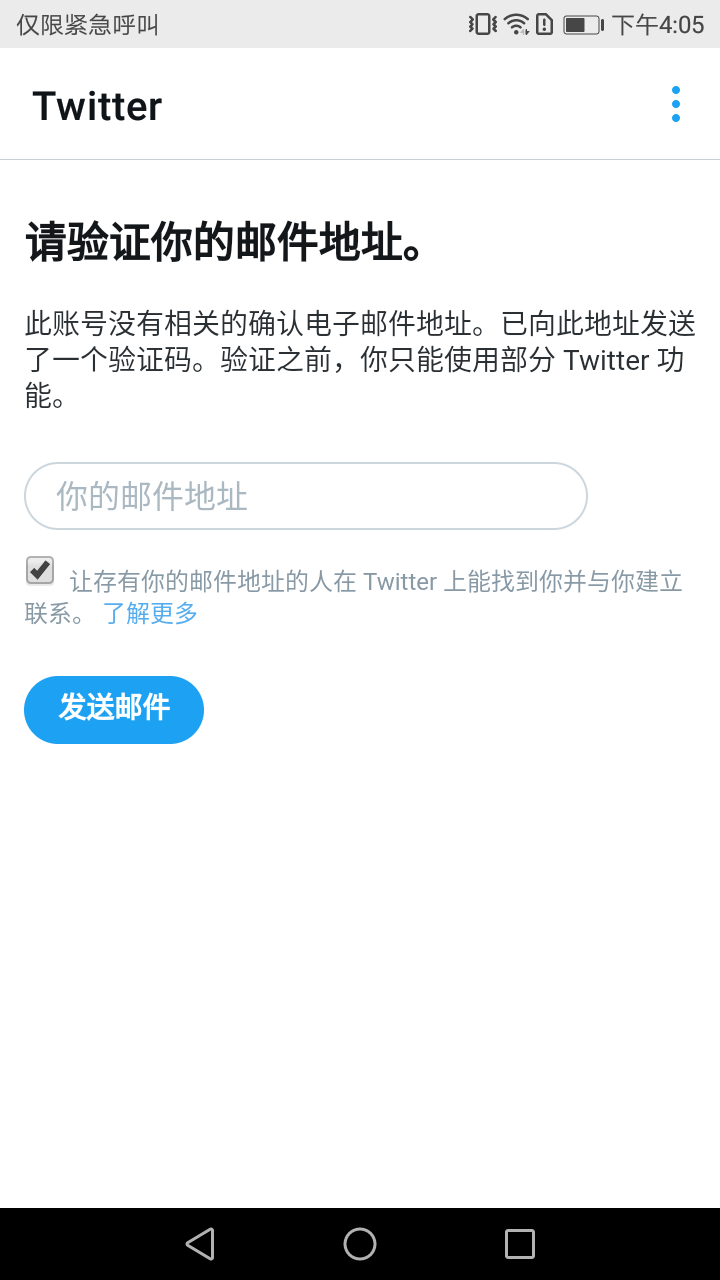 仅限紧急呼叫 下午4:05
Twitter
请验证你的邮件地址。
此账号没有相关的确认电子邮件地址。已向此地址发送
了一个验证码。验证之前，你只能使用部分 Twitter 功
能。
你的邮件地址
让存有你的邮件地址的人在 Twitter 上能找到你并与你建立
联系。 了解更多
发送邮件